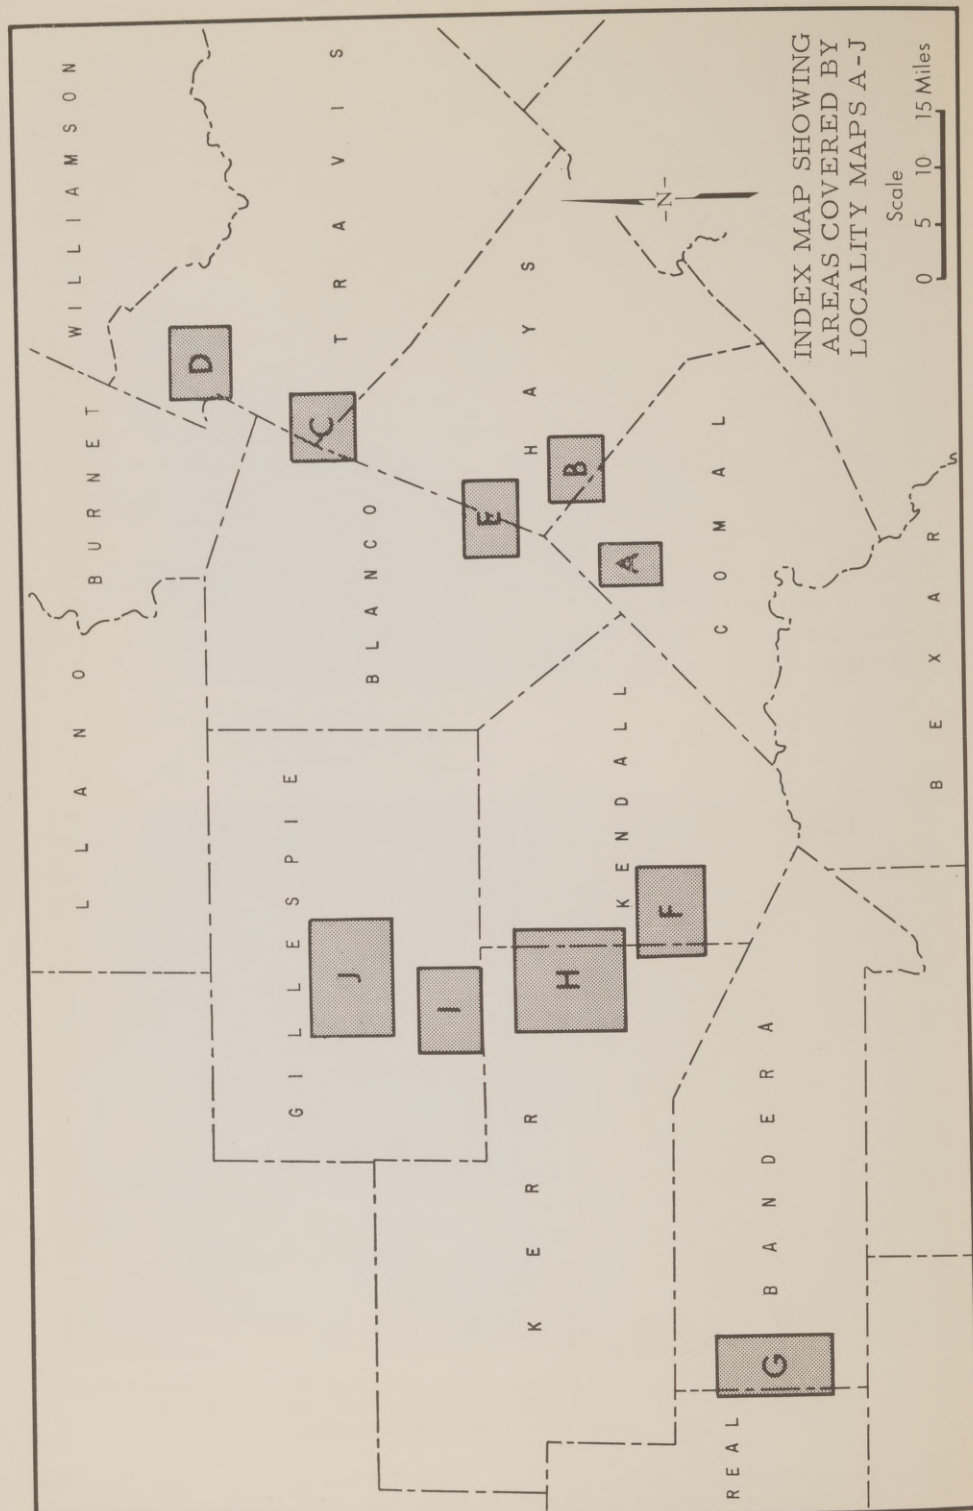 WILLIAMSON
BURNET
LLANO
TRAVIS
D
C
BLANCO
GILLESPIE
HAYS
E
B
A
COMAL
KENDALL
J
I
H
F
KERR
BANDERA
G
REAL
BEXAR
-N-
INDEX MAP SHOWING
AREAS COVERED BY
LOCALITY MAPS A-J
Scale
0 5 10 15 Miles